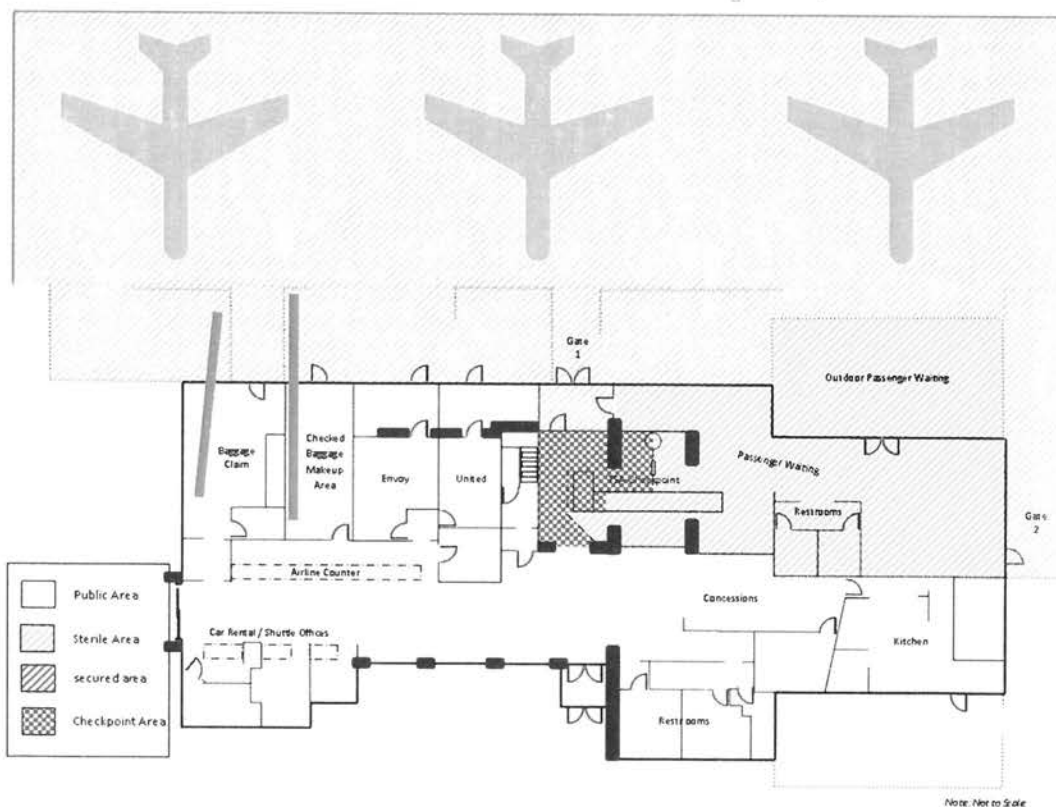 Gate
1
Outdoor Passenger Waiting
Baggage
Claim
Checked
Baggage
Makeup
Area
Envoy
United
Checkpoint
Passenger Waiting
Restrooms
Gate
2
Airline Counter
Public Area
Sterile Area
secured area
Checkpoint Area
Car Rental / Shuttle Offices
Concessions
Kitchen
Restrooms
Note: Not to Scale